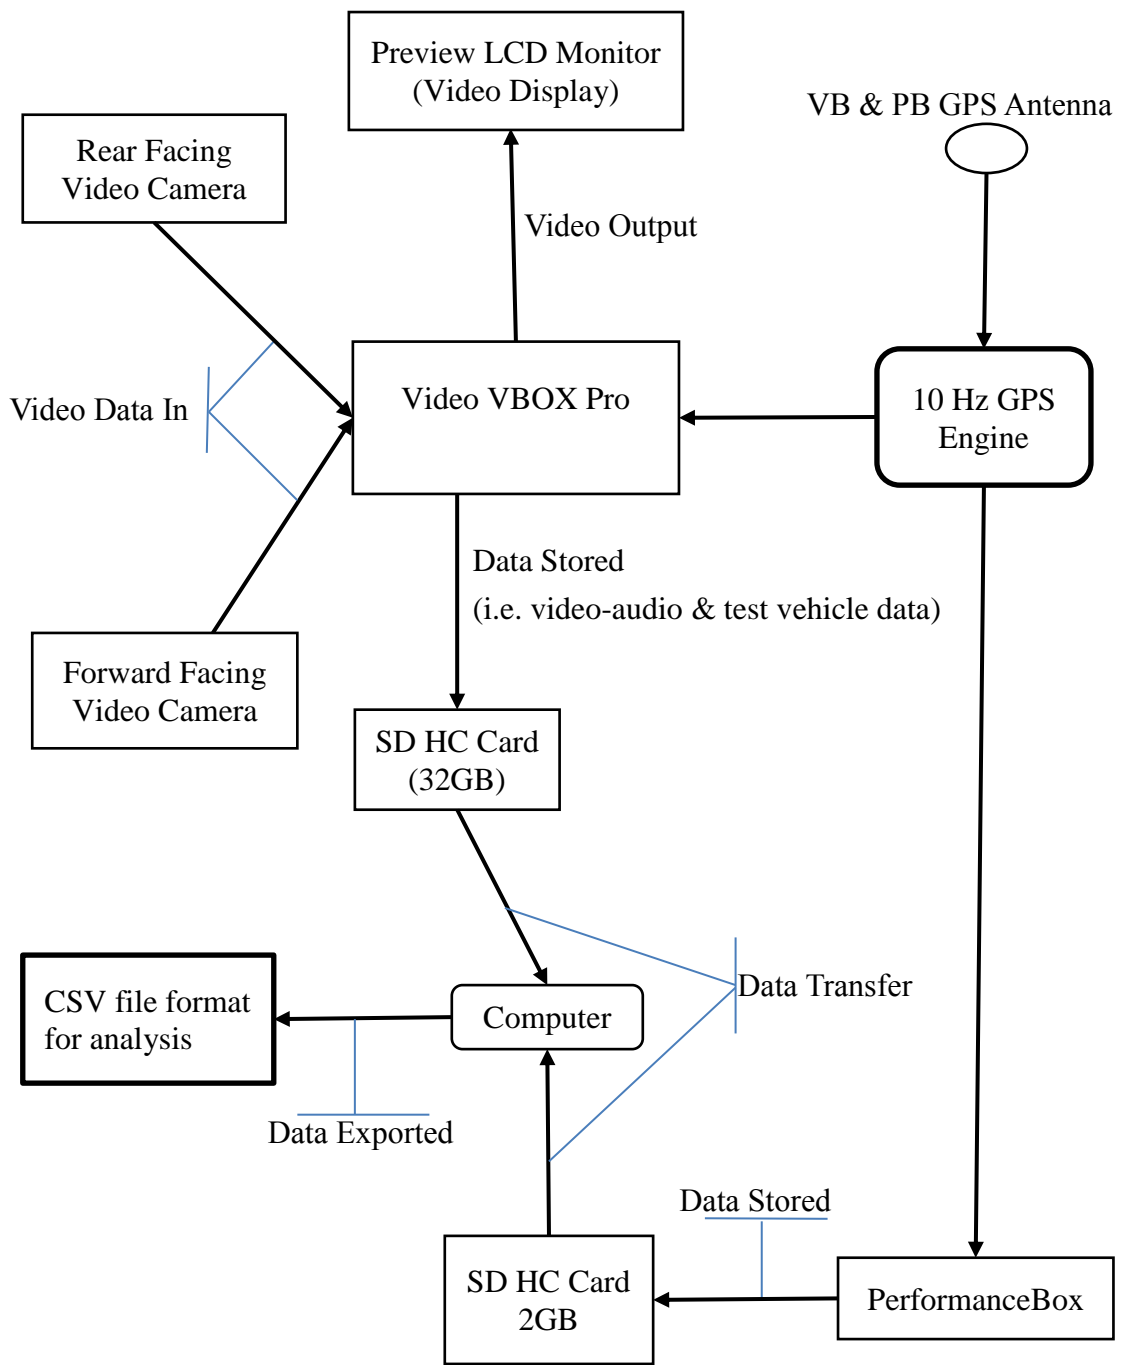 Preview LCD Monitor
(Video Display)
VB & PB GPS Antenna
Rear Facing
Video Camera
Video Output
Video Data In
Video VBOX Pro
10 Hz GPS
Engine
Data Stored
(i.e. video-audio & test vehicle data)
Forward Facing
Video Camera
SD HC Card
(32GB)
CSV file format
for analysis
Computer
Data Transfer
Data Exported
Data Stored
SD HC Card
2GB
PerformanceBox